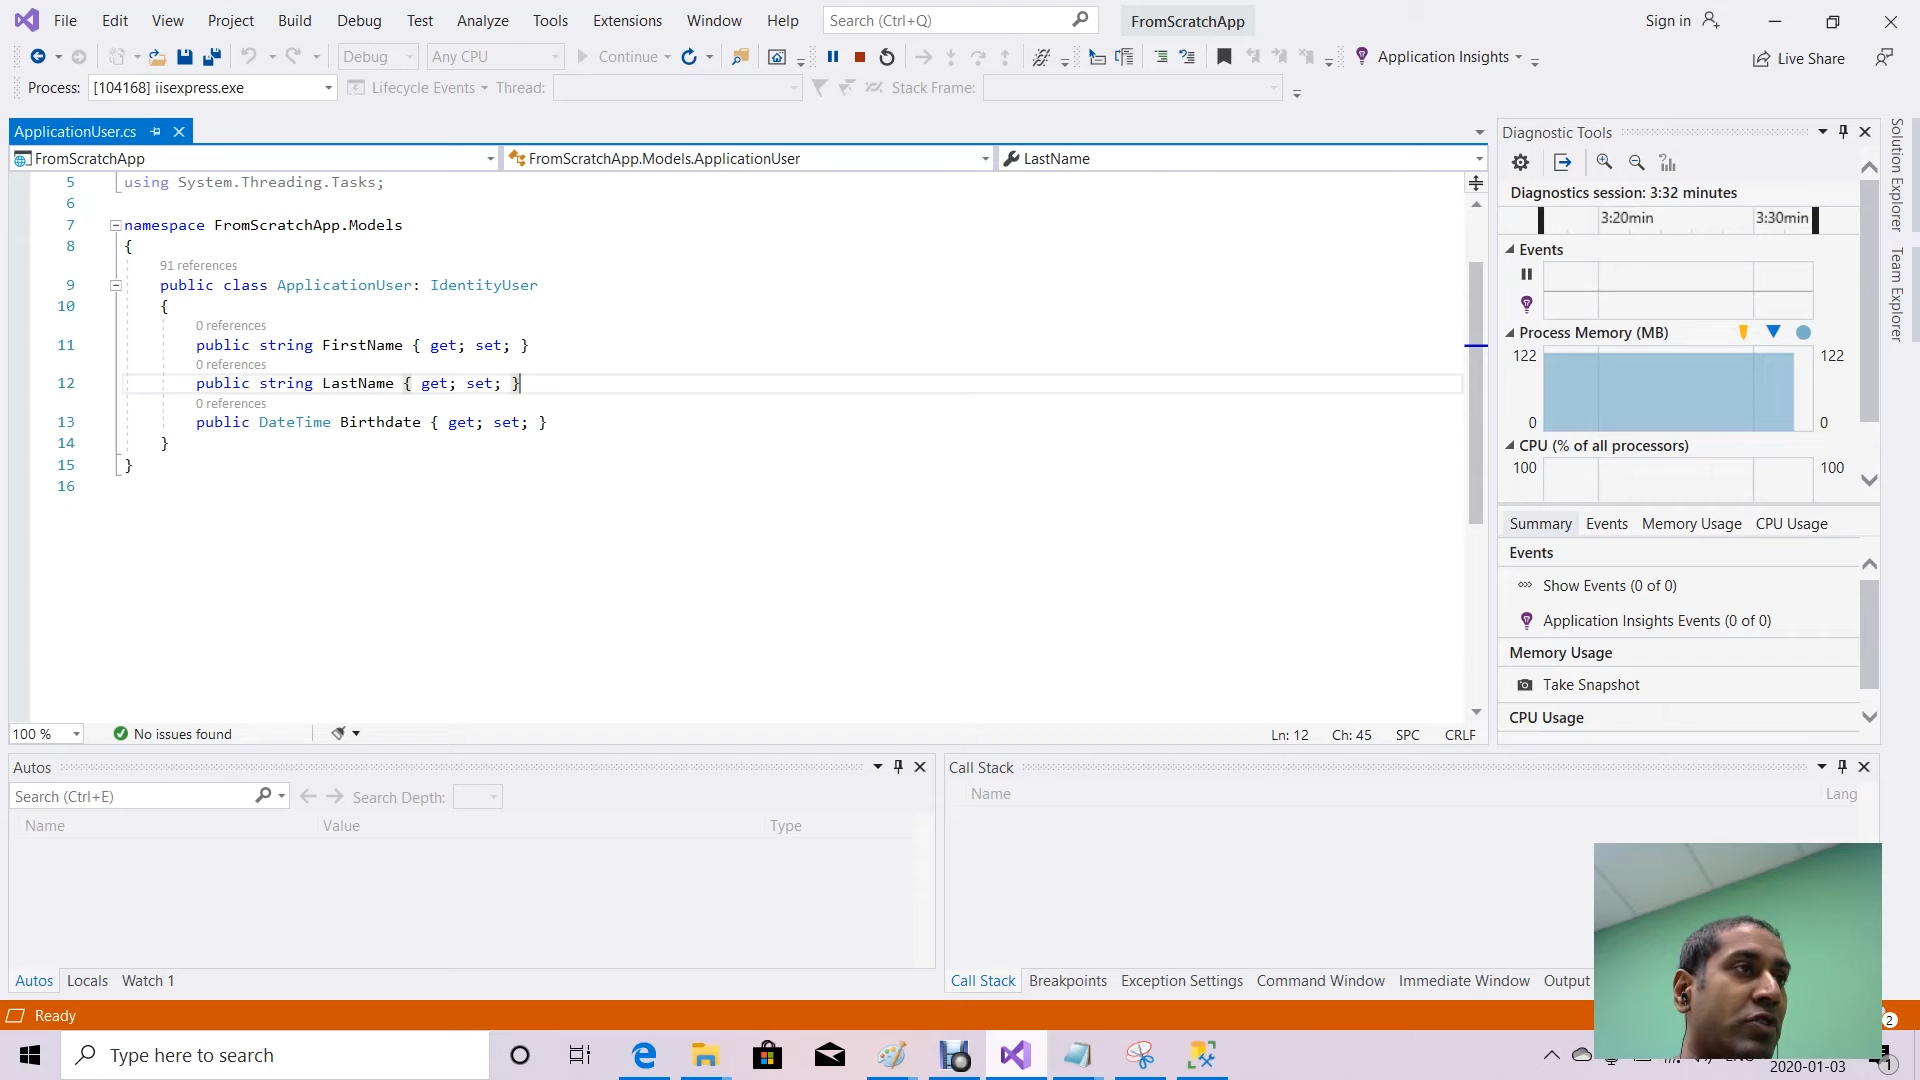 File Edit View Project Build Debug Test Analyze Tools Extensions Window Help Search (Ctrl+Q) FromScratchApp Sign in
Debug Any CPU Continue Application Insights Live Share
Process: [104168] iisexpress.exe Lifecycle Events Thread: Stack Frame:
ApplicationUser.cs
FromScratchApp FromScratchApp.Models.ApplicationUser LastName
5 using System.Threading.Tasks;
6
7 namespace FromScratchApp.Models
8 {
91 references
9 public class ApplicationUser: IdentityUser
10 {
0 references
11 public string FirstName { get; set; }
0 references
12 public string LastName { get; set; }
0 references
13 public DateTime Birthdate { get; set; }
14 }
15 }
16
100 % No issues found Ln: 12 Ch: 45 SPC CRLF
Diagnostic Tools
Diagnostics session: 3:32 minutes
3:20min 3:30min
Events
Process Memory (MB)
122 122
0 0
CPU (% of all processors)
100 100
Summary Events Memory Usage CPU Usage
Events
Show Events (0 of 0)
Application Insights Events (0 of 0)
Memory Usage
Take Snapshot
CPU Usage
Solution Explorer
Team Explorer
Autos
Search (Ctrl+E) Search Depth:
Name Value Type
Autos Locals Watch 1
Call Stack
Name Lang
Call Stack Breakpoints Exception Settings Command Window Immediate Window Output
Ready
2
Type here to search
2020-01-03
1